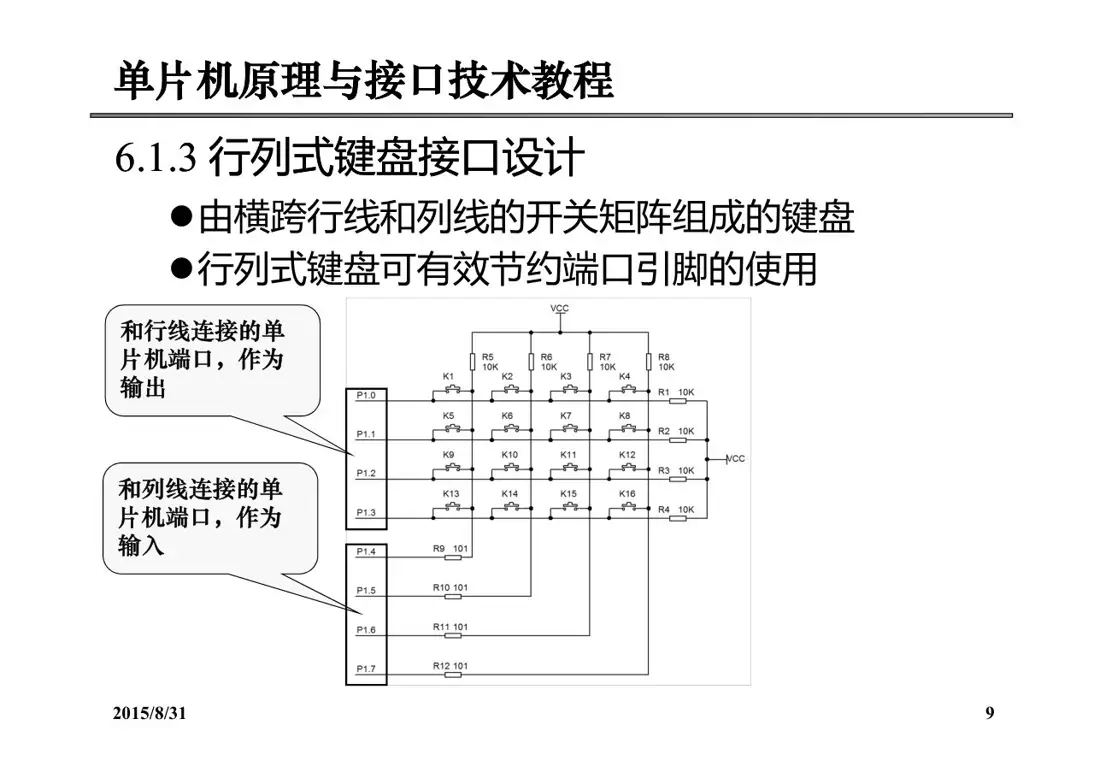 单片机原理与接口技术教程
6.1.3 行列式键盘接口设计
●由横跨行线和列线的开关矩阵组成的键盘
●行列式键盘可有效节约端口引脚的使用
和行线连接的单
片机端口，作为
输出
和列线连接的单
片机端口，作为
输入
VCC
R5 R6 R7 R8
10K 10K 10K 10K
K1 K2 K3 K4
P1.0 R1 10K
K5 K6 K7 K8
P1.1 R2 10K
VCC
K9 K10 K11 K12
P1.2 R3 10K
K13 K14 K15 K16
P1.3 R4 10K
P1.4 R9 101
P1.5 R10 101
P1.6 R11 101
P1.7 R12 101
2015/8/31 9